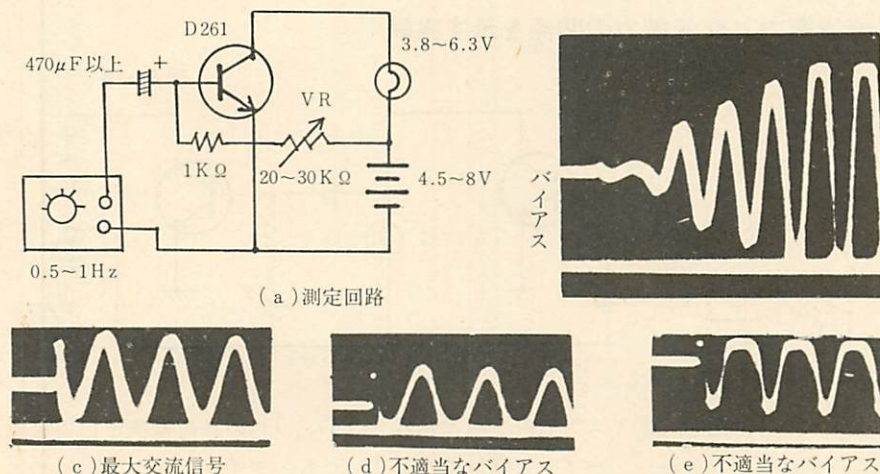 D261
470μF以上
+
3.8~6.3V
VR
1KΩ
20~30KΩ
4.5~8V
0.5~1Hz
(a)測定回路
バイアス
(c)最大交流信号
(d)不適当なバイアス
(e)不適当なバイアス